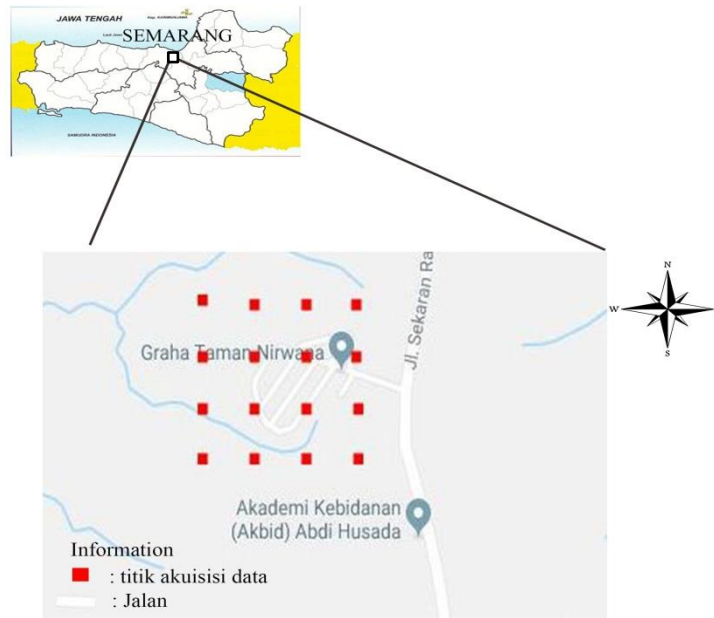 JAWA TENGAH
SEMARANG
SAMUDRA INDONESIA
N
W
S
Graha Taman Nirwana
Jl. Sekaran Ra
Akademi Kebidanan
(Akbid) Abdi Husada
Information
: titik akuisisi data
: Jalan